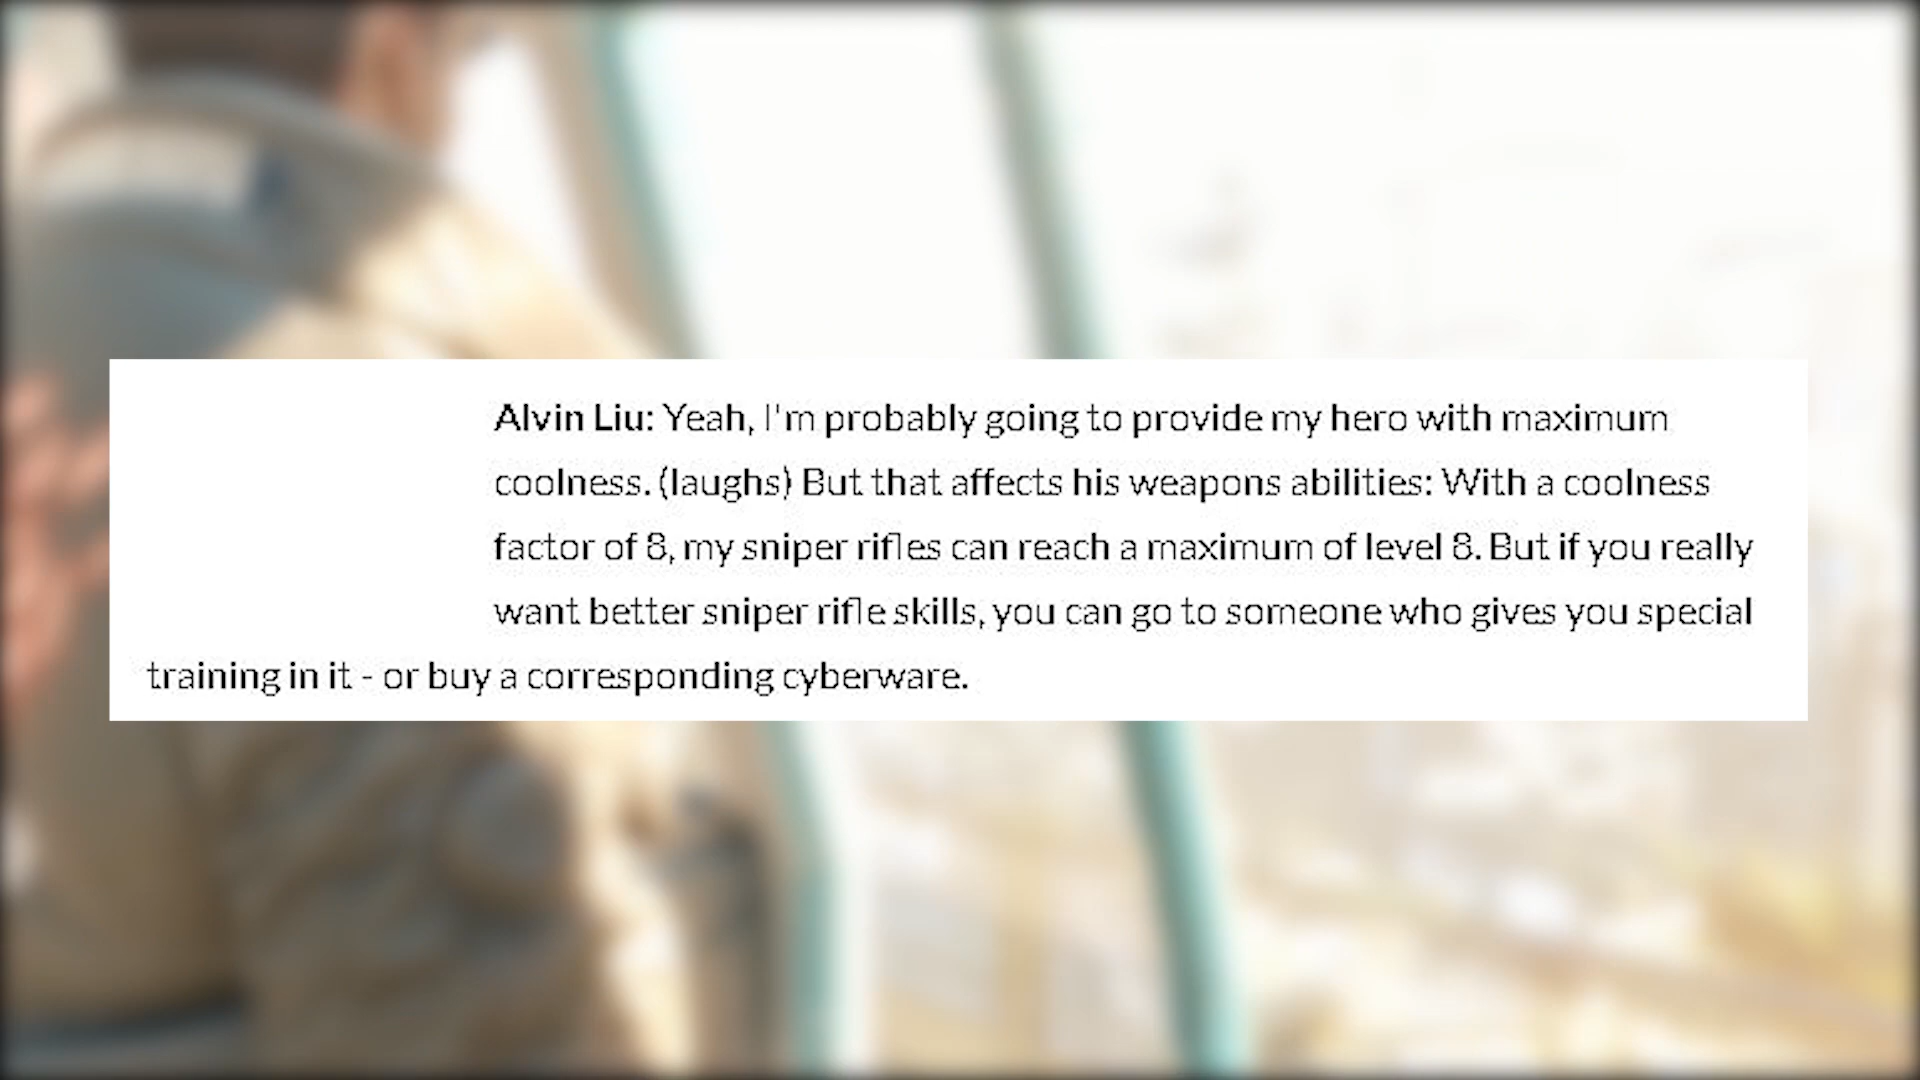 Alvin Liu: Yeah, I'm probably going to provide my hero with maximum
coolness. (laughs) But that affects his weapons abilities: With a coolness
factor of 8, my sniper rifles can reach a maximum of level 8. But if you really
want better sniper rifle skills, you can go to someone who gives you special
training in it - or buy a corresponding cyberware.